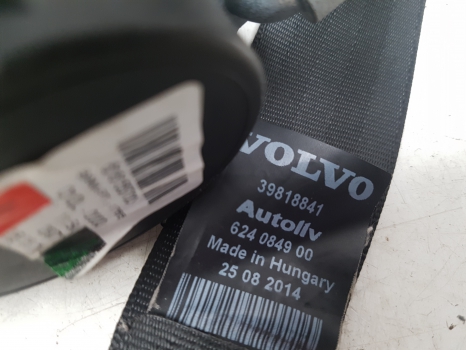 VOLVO
39818841
Autoliv
624 0849 00
Made in Hungary
25 08 2014